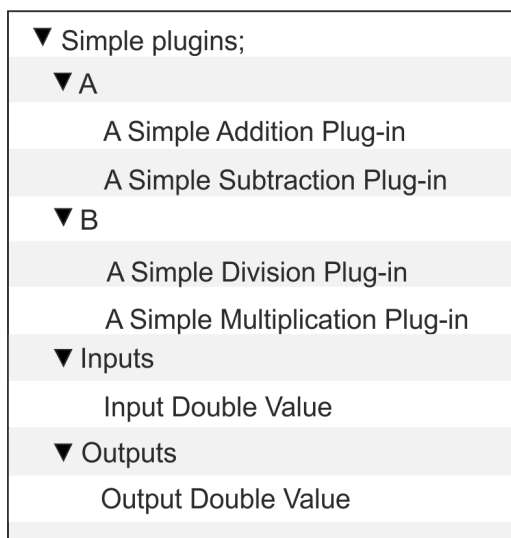 Simple plugins;
A
A Simple Addition Plug-in
A Simple Subtraction Plug-in
B
A Simple Division Plug-in
A Simple Multiplication Plug-in
Inputs
Input Double Value
Outputs
Output Double Value